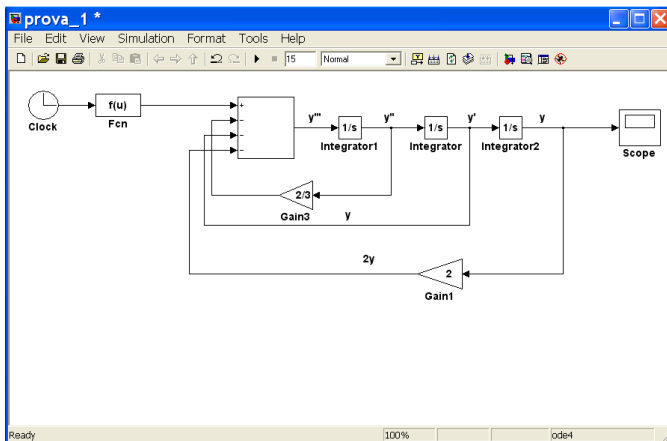 prova_1 *
File Edit View Simulation Format Tools Help
15 Normal
f(u)
Clock
Fcn
+
−
−
−
y'''
1/s
Integrator1
y''
1/s
Integrator
y'
1/s
Integrator2
y
Scope
2/3
Gain3
y
2y
2
Gain1
Ready 100% ode4